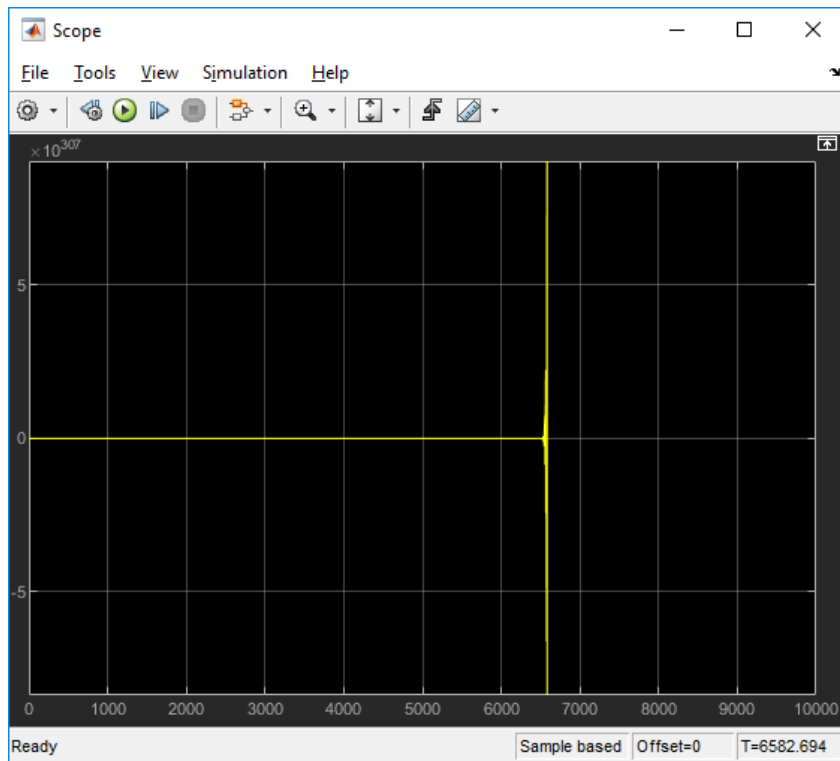 Scope
File Tools View Simulation Help
×10^307
5
0
-5
0 1000 2000 3000 4000 5000 6000 7000 8000 9000 10000
Ready Sample based Offset=0 T=6582.694